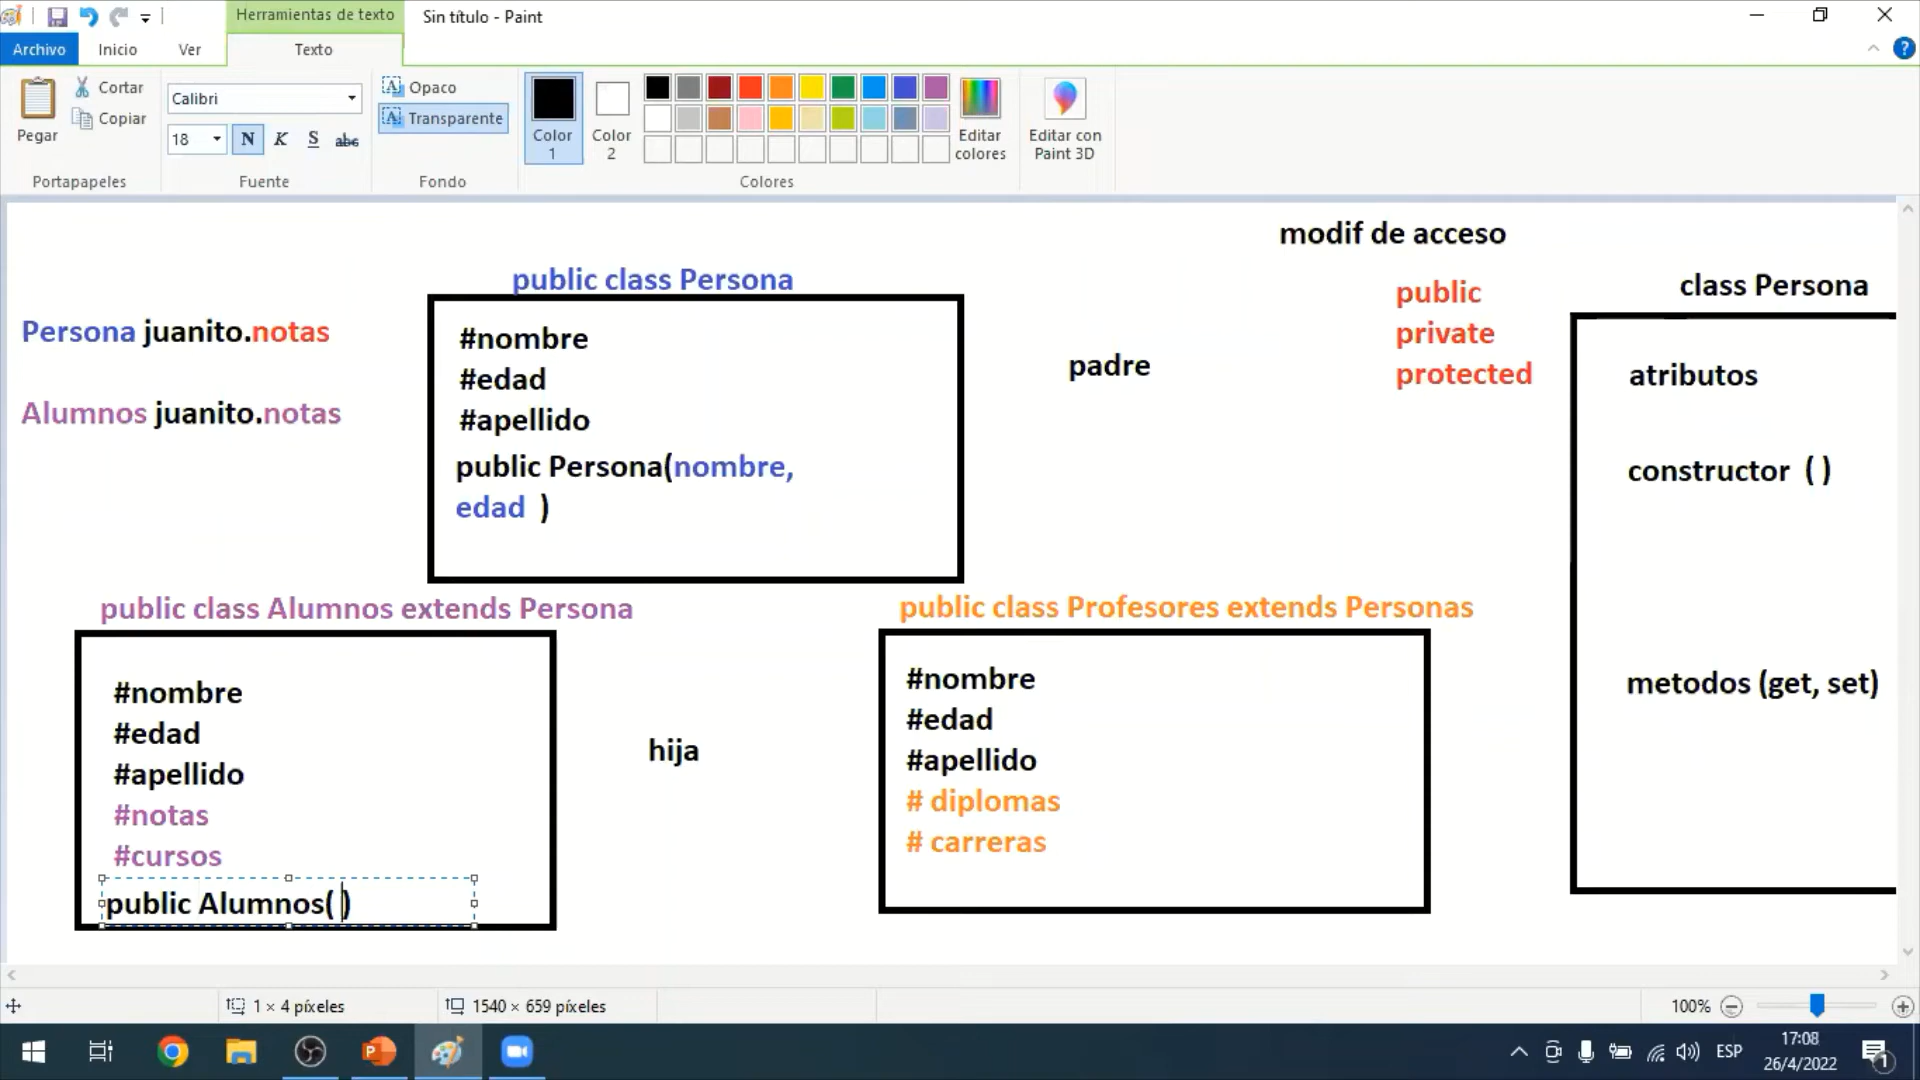 Herramientas de texto
Sin título - Paint
Archivo
Inicio
Ver
Texto
Pegar
Cortar
Copiar
Portapapeles
Calibri
18
N
K
S
abc
Fuente
Opaco
Transparente
Fondo
Color
1
Color
2
Editar
colores
Colores
Editar con
Paint 3D
modif de acceso
public
private
protected
class Persona
atributos
constructor ( )
metodos (get, set)
public class Persona
#nombre
#edad
#apellido
public Persona(nombre,
edad )
padre
Persona juanito.notas
Alumnos juanito.notas
public class Alumnos extends Persona
#nombre
#edad
#apellido
#notas
#cursos
public Alumnos( )
hija
public class Profesores extends Personas
#nombre
#edad
#apellido
# diplomas
# carreras
1 × 4 píxeles
1540 × 659 píxeles
100%
ESP
17:08
26/4/2022
1